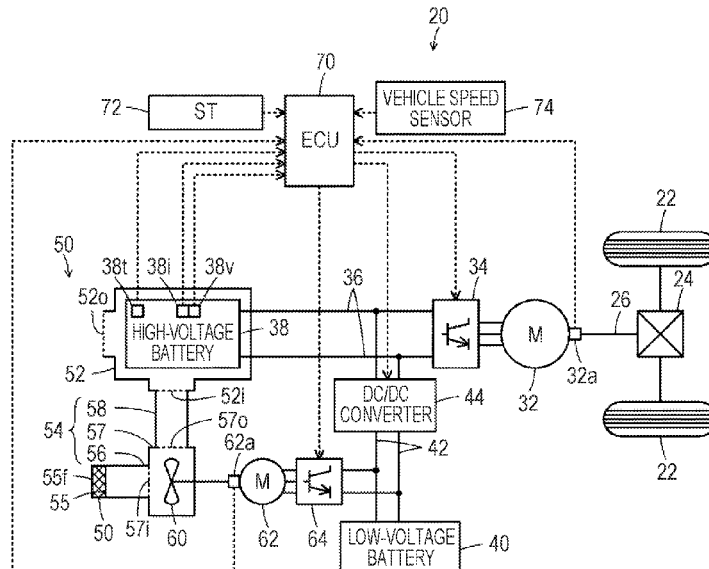 20
70
72
ST
ECU
VEHICLE SPEED
SENSOR
74
22
50
38t
38i
38v
34
24
52o
36
26
HIGH-VOLTAGE
BATTERY
38
M
52
32
32a
52i
DC/DC
CONVERTER
44
58
54
57
57o
42
22
56
62a
55f
M
55
50
57i
60
62
64
LOW-VOLTAGE
BATTERY
40